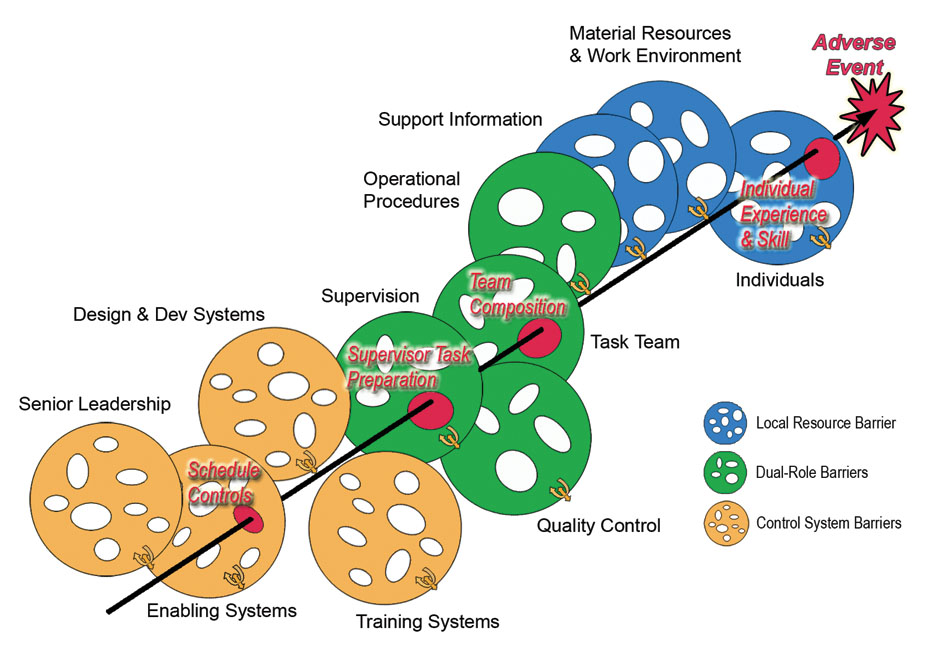 Material Resources
& Work Environment
Adverse
Event
Support Information
Operational
Procedures
Individual
Experience
& Skill
Individuals
Team
Composition
Supervision
Design & Dev Systems
Task Team
Supervisor Task
Preparation
Senior Leadership
Local Resource Barrier
Schedule
Controls
Dual-Role Barriers
Quality Control
Control System Barriers
Enabling Systems
Training Systems